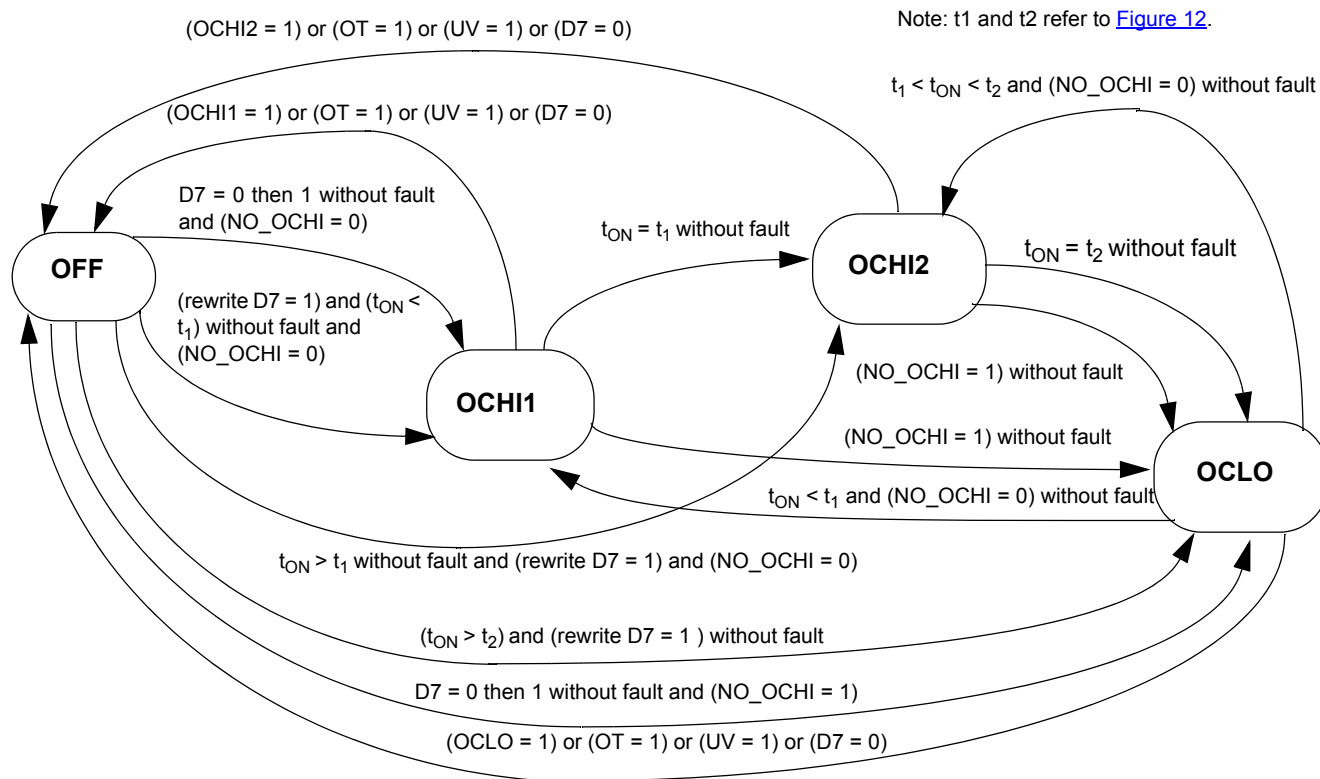 Note: t1 and t2 refer to Figure 12.
(OCHI2 = 1) or (OT = 1) or (UV = 1) or (D7 = 0)
t1 < tON < t2 and (NO_OCHI = 0) without fault
(OCHI1 = 1) or (OT = 1) or (UV = 1) or (D7 = 0)
D7 = 0 then 1 without fault
and (NO_OCHI = 0)
tON = t1 without fault
OFF
OCHI2
tON = t2 without fault
(rewrite D7 = 1) and (tON <
t1) without fault and
(NO_OCHI = 0)
(NO_OCHI = 1) without fault
OCHI1
(NO_OCHI = 1) without fault
OCLO
tON < t1 and (NO_OCHI = 0) without fault
tON > t1 without fault and (rewrite D7 = 1) and (NO_OCHI = 0)
(tON > t2) and (rewrite D7 = 1 ) without fault
D7 = 0 then 1 without fault and (NO_OCHI = 1)
(OCLO = 1) or (OT = 1) or (UV = 1) or (D7 = 0)